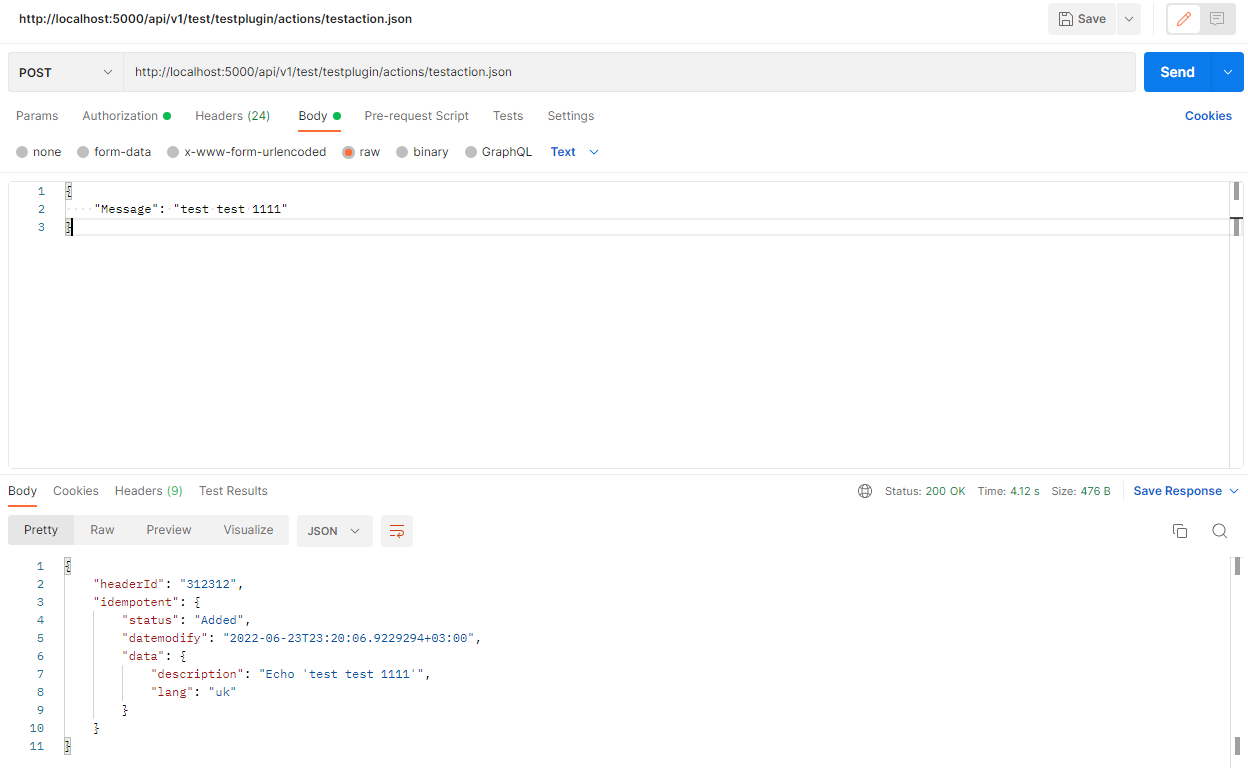 http://localhost:5000/api/v1/test/testplugin/actions/testaction.json Save
POST http://localhost:5000/api/v1/test/testplugin/actions/testaction.json Send
Params Authorization Headers (24) Body Pre-request Script Tests Settings Cookies
none form-data x-www-form-urlencoded raw binary GraphQL Text
1 {
2 "Message": "test test 1111"
3 }
Body Cookies Headers (9) Test Results Status: 200 OK Time: 4.12 s Size: 476 B Save Response
Pretty Raw Preview Visualize JSON
1 {
2 "headerId": "312312",
3 "idempotent": {
4 "status": "Added",
5 "datemodify": "2022-06-23T23:20:06.9229294+03:00",
6 "data": {
7 "description": "Echo 'test test 1111'",
8 "lang": "uk"
9 }
10 }
11 }